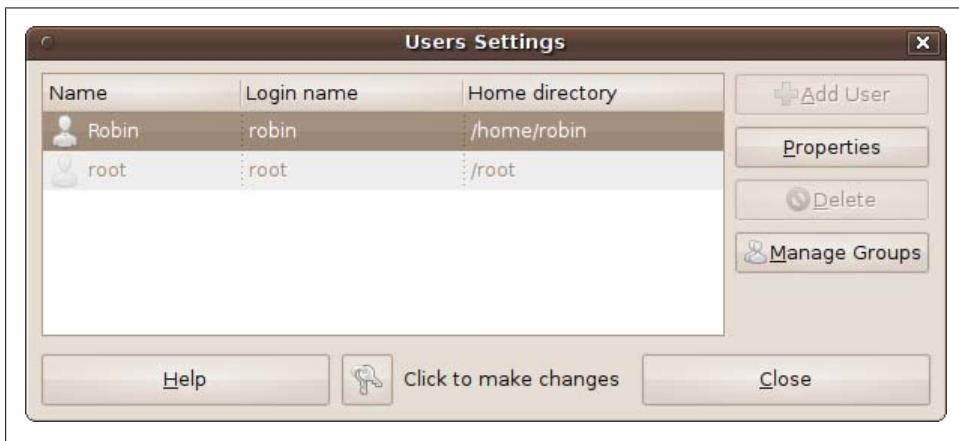 Users Settings
Name Login name Home directory
Robin robin /home/robin
root root /root
Add User
Properties
Delete
Manage Groups
Help Click to make changes Close